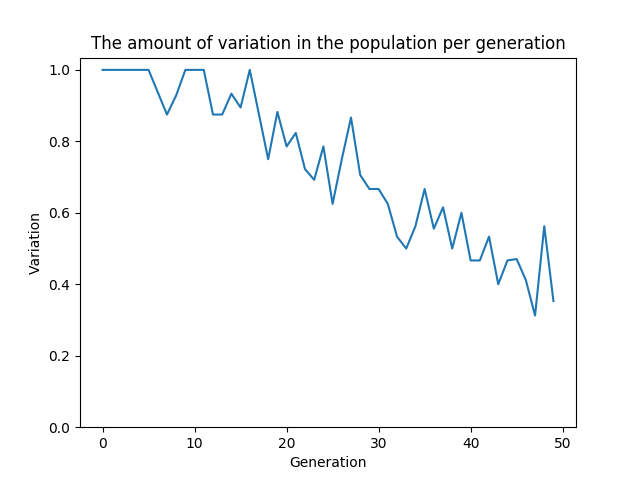 The amount of variation in the population per generation
1.0
0.8
0.6
0.4
0.2
0.0
Variation
0 10 20 30 40 50
Generation